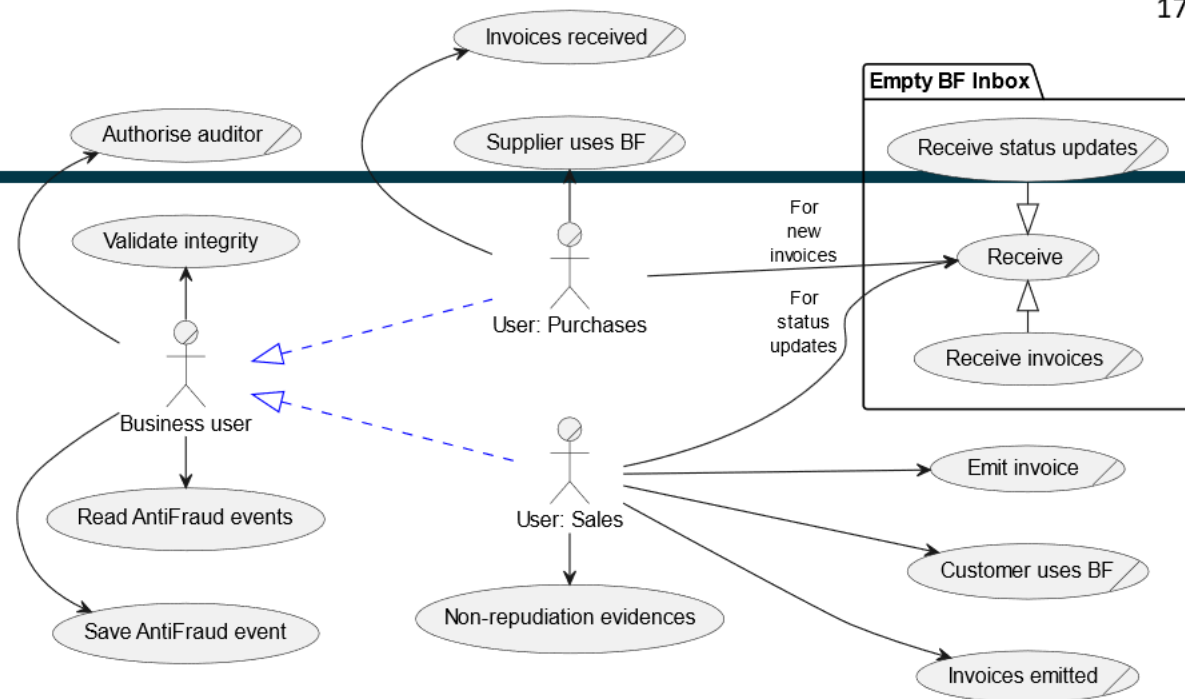 17
Invoices received
Empty BF Inbox
Authorise auditor
Supplier uses BF
Receive status updates
Validate integrity
For
new
invoices
Receive
User: Purchases
For
status
updates
Receive invoices
Business user
Emit invoice
Read AntiFraud events
User: Sales
Customer uses BF
Non-repudiation evidences
Save AntiFraud event
Invoices emitted